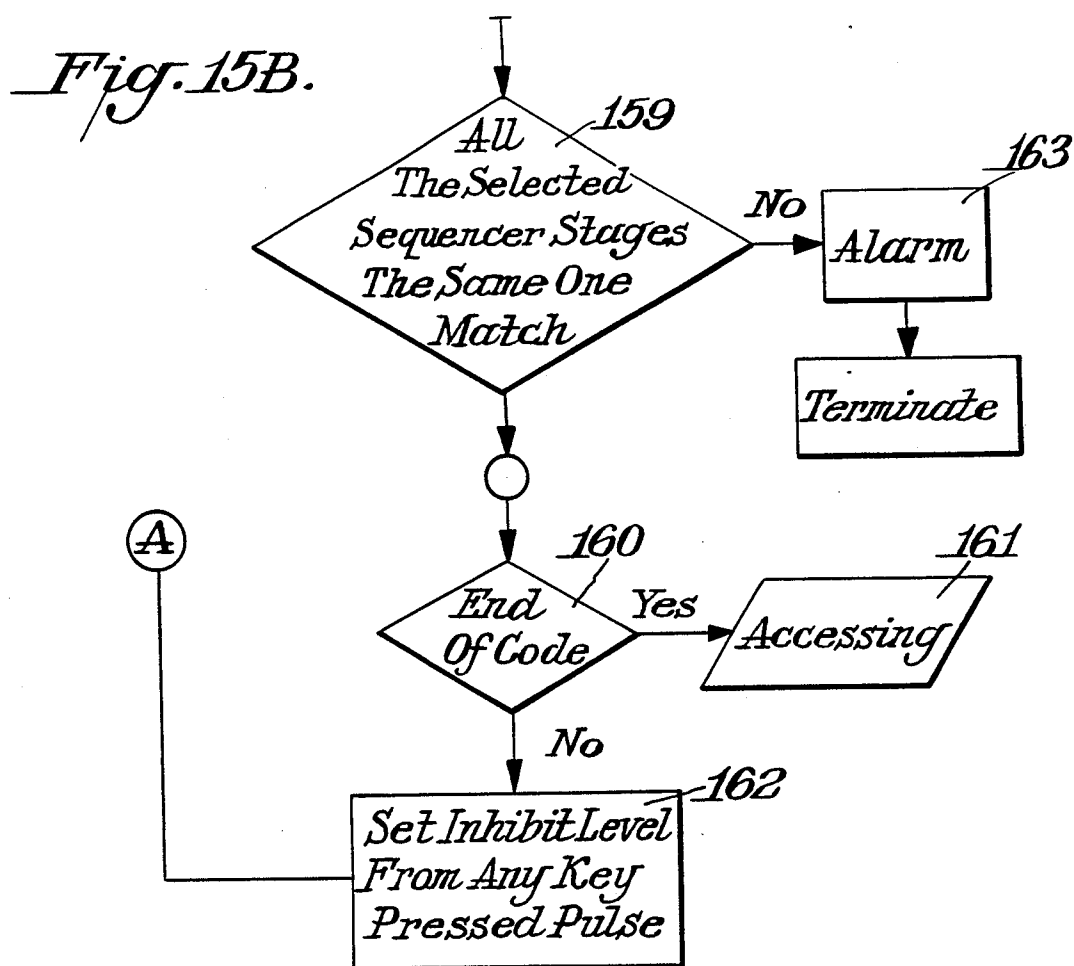 Fig. 15B.
159
All
The Selected
Sequencer Stages
The Same One
Match
No
163
Alarm
Terminate
A
160
End
Of Code
Yes
161
Accessing
No
162
Set Inhibit Level
From Any Key
Pressed Pulse